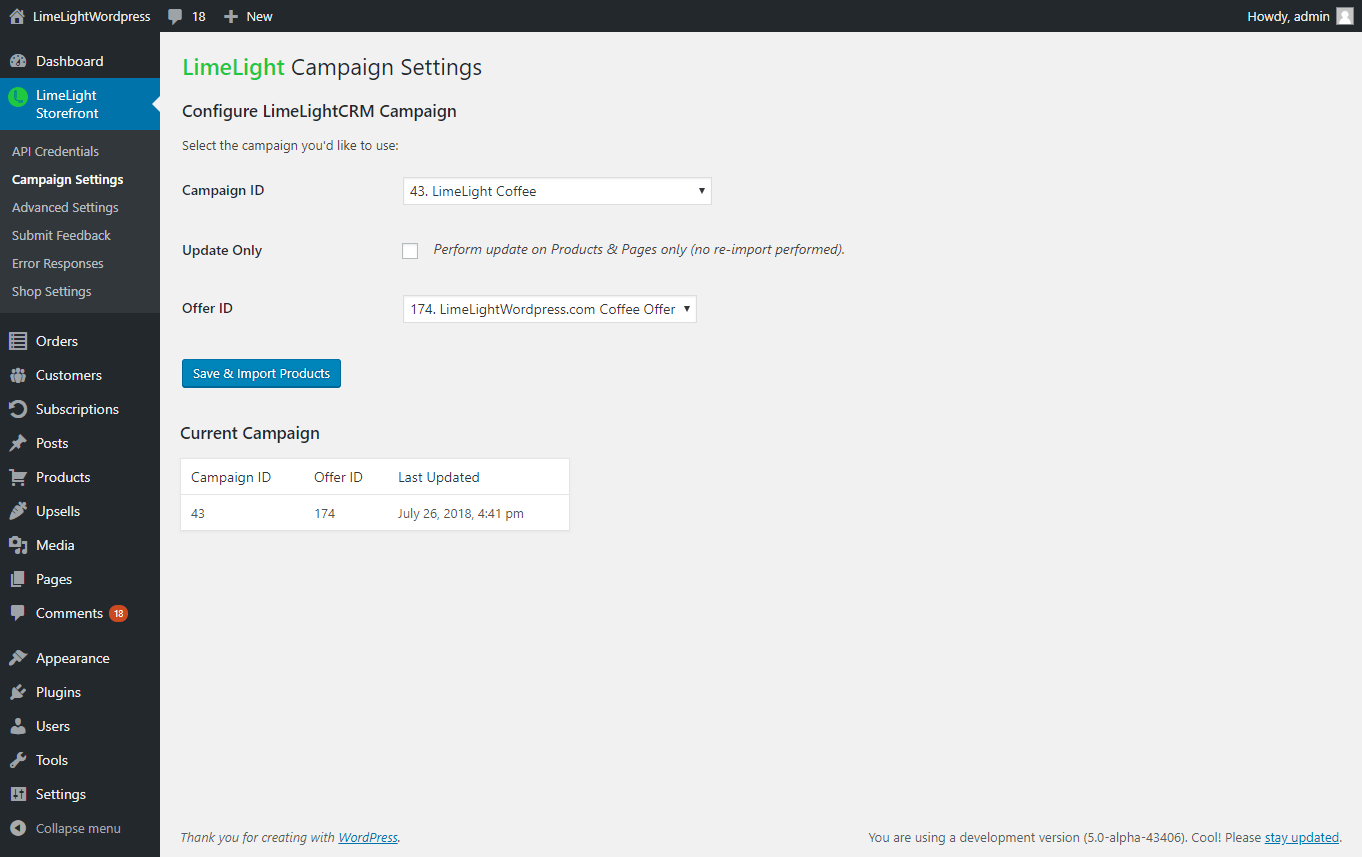 LimeLightWordpress 18 New Howdy, admin
Dashboard
LimeLight
Storefront
API Credentials
Campaign Settings
Advanced Settings
Submit Feedback
Error Responses
Shop Settings
Orders
Customers
Subscriptions
Posts
Products
Upsells
Media
Pages
Comments 18
Appearance
Plugins
Users
Tools
Settings
Collapse menu
LimeLight Campaign Settings
Configure LimeLightCRM Campaign
Select the campaign you'd like to use:
Campaign ID 43. LimeLight Coffee
Update Only Perform update on Products & Pages only (no re-import performed).
Offer ID 174. LimeLightWordpress.com Coffee Offer
Save & Import Products
Current Campaign
Campaign ID Offer ID Last Updated
43 174 July 26, 2018, 4:41 pm
Thank you for creating with WordPress. You are using a development version (5.0-alpha-43406). Cool! Please stay updated.